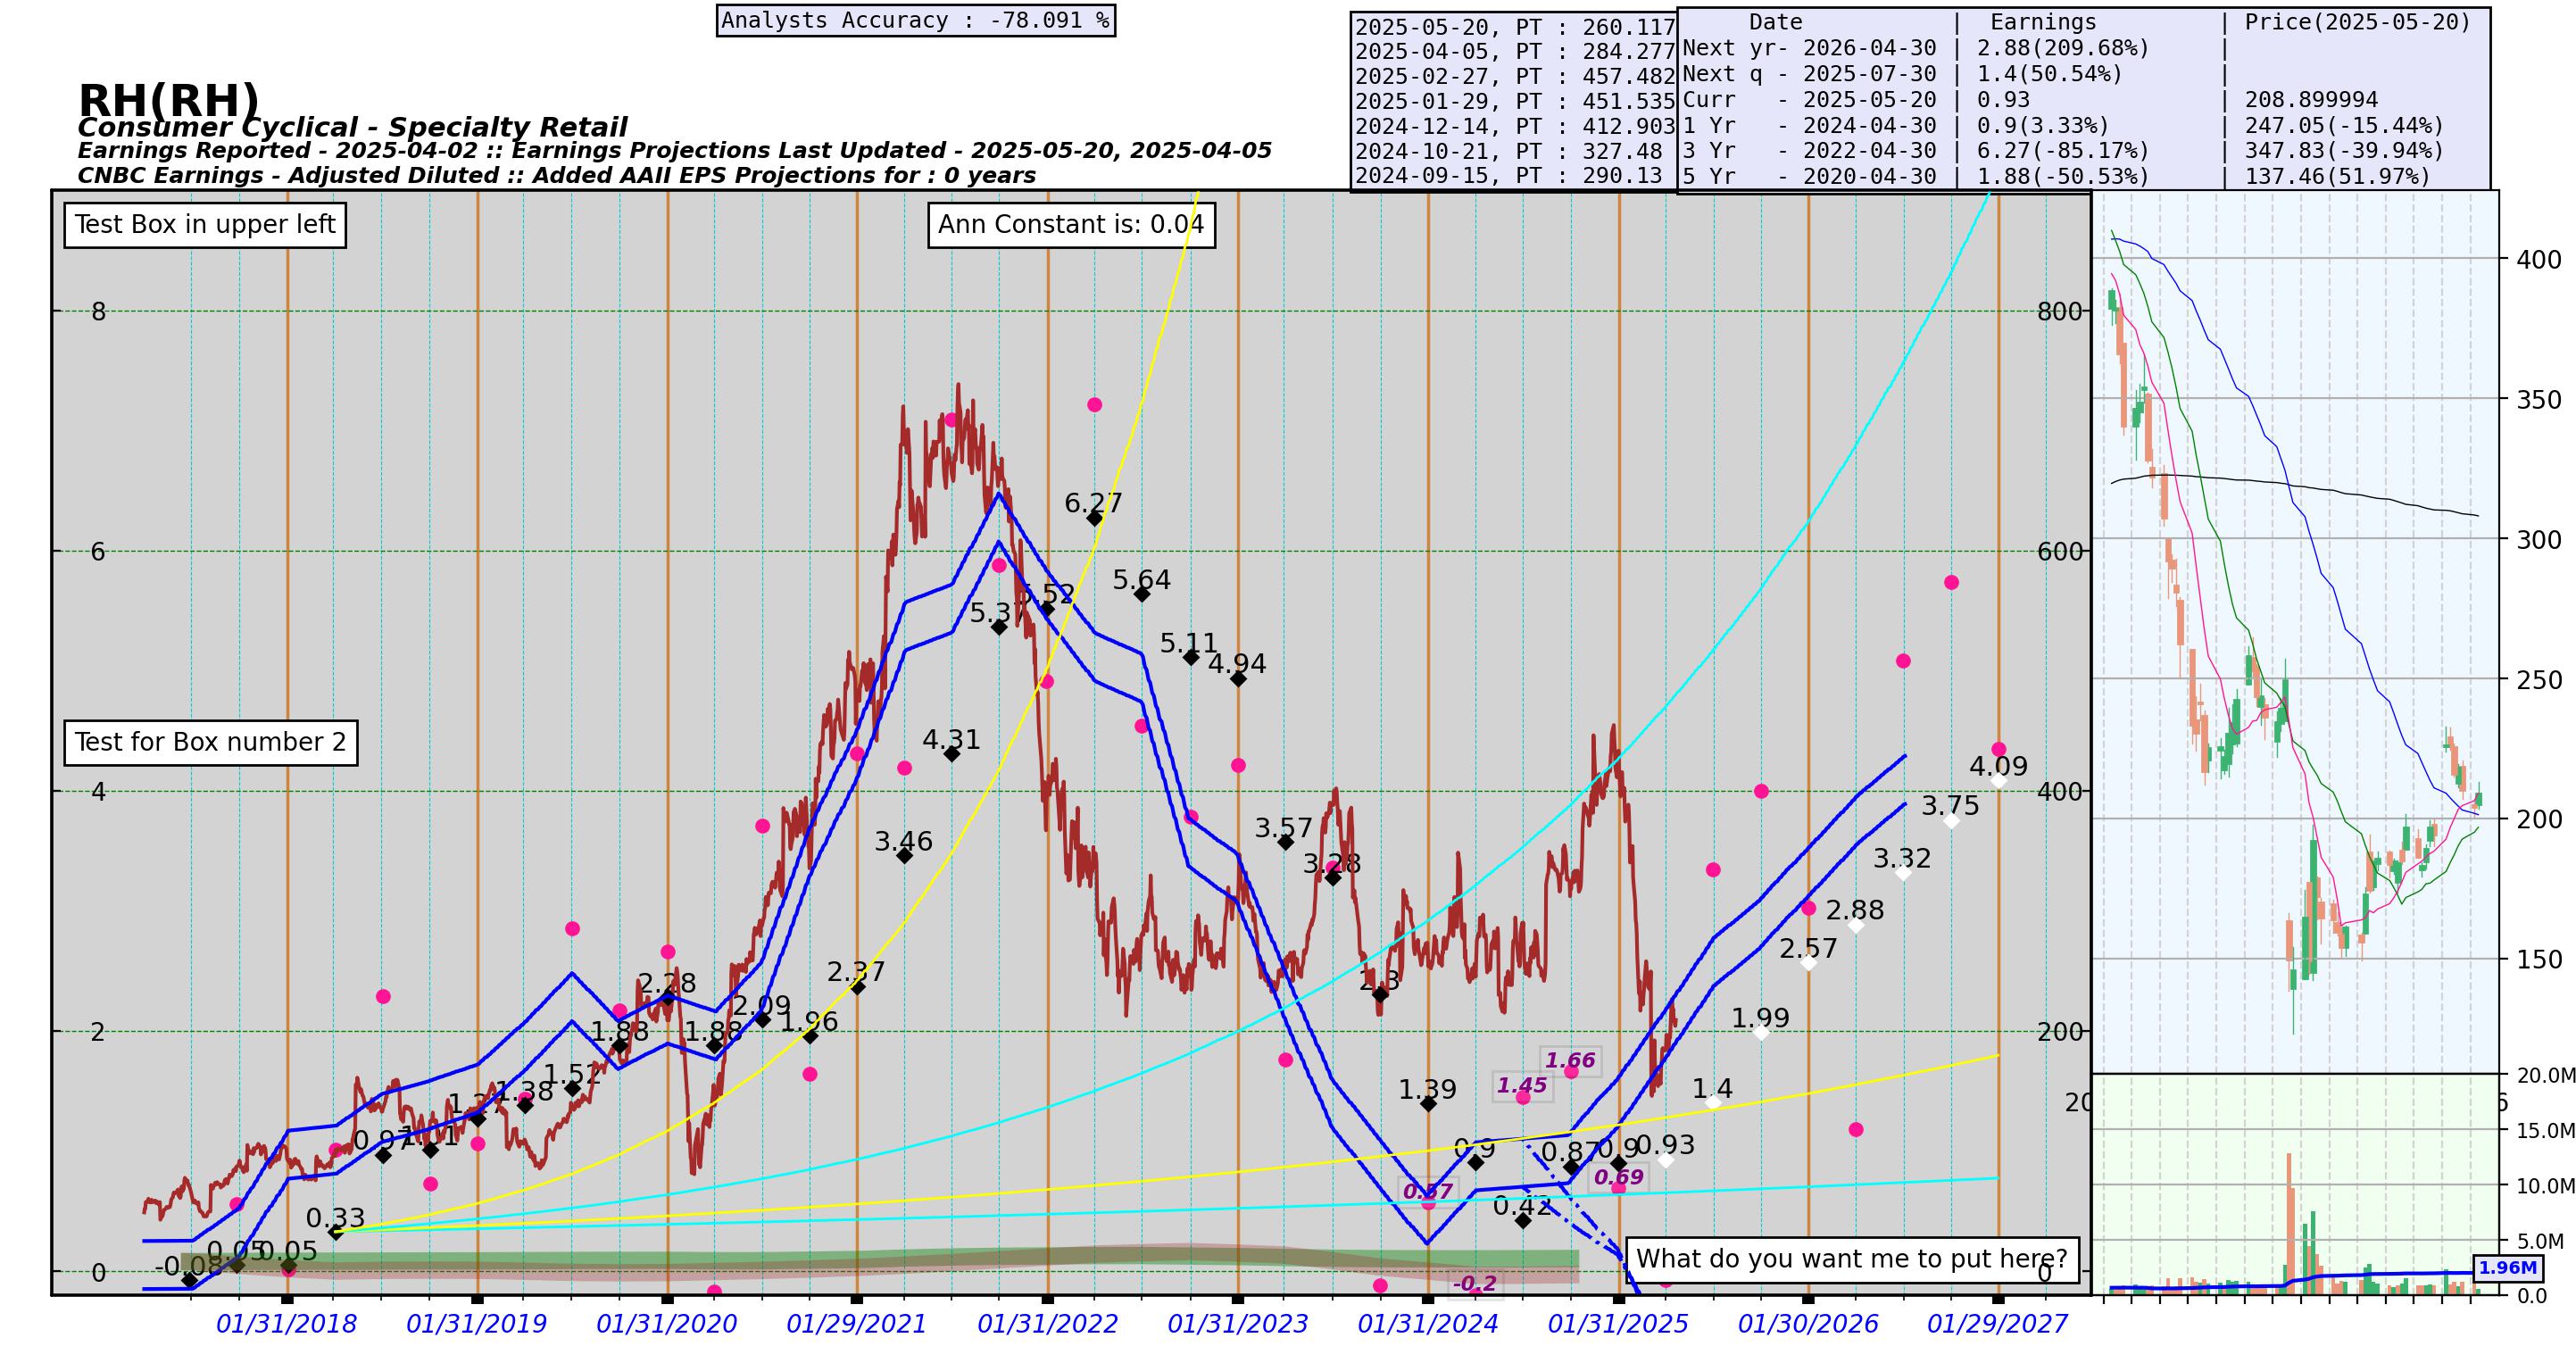 Analysts Accuracy : -78.091 %
2025-05-20, PT : 260.117
2025-04-05, PT : 284.277
2025-02-27, PT : 457.482
2025-01-29, PT : 451.535
2024-12-14, PT : 412.903
2024-10-21, PT : 327.48
2024-09-15, PT : 290.13
Date | Earnings | Price(2025-05-20)
Next yr- 2026-04-30 | 2.88(209.68%) |
Next q - 2025-07-30 | 1.4(50.54%) |
Curr - 2025-05-20 | 0.93 | 208.899994
1 Yr - 2024-04-30 | 0.9(3.33%) | 247.05(-15.44%)
3 Yr - 2022-04-30 | 6.27(-85.17%) | 347.83(-39.94%)
5 Yr - 2020-04-30 | 1.88(-50.53%) | 137.46(51.97%)
RH(RH)
Consumer Cyclical - Specialty Retail
Earnings Reported - 2025-04-02 :: Earnings Projections Last Updated - 2025-05-20, 2025-04-05
CNBC Earnings - Adjusted Diluted :: Added AAII EPS Projections for : 0 years
Test Box in upper left
Ann Constant is: 0.04
Test for Box number 2
What do you want me to put here?
8
6
4
2
0
800
600
400
200
0
-0.08
0.05
0.05
0.33
0.97
1.27
1.38
1.52
1.88
2.28
1.88
2.09
1.96
2.37
3.46
4.31
5.37
5.52
6.27
5.64
5.11
4.94
3.57
3.28
2.3
1.39
0.9
0.42
0.87
0.9
0.93
1.4
1.99
2.57
2.88
3.32
3.75
4.09
0.57
-0.2
1.45
1.66
0.69
400
350
300
250
200
150
20.0M
15.0M
10.0M
5.0M
1.96M
0.0
01/31/2018
01/31/2019
01/31/2020
01/29/2021
01/31/2022
01/31/2023
01/31/2024
01/31/2025
01/30/2026
01/29/2027